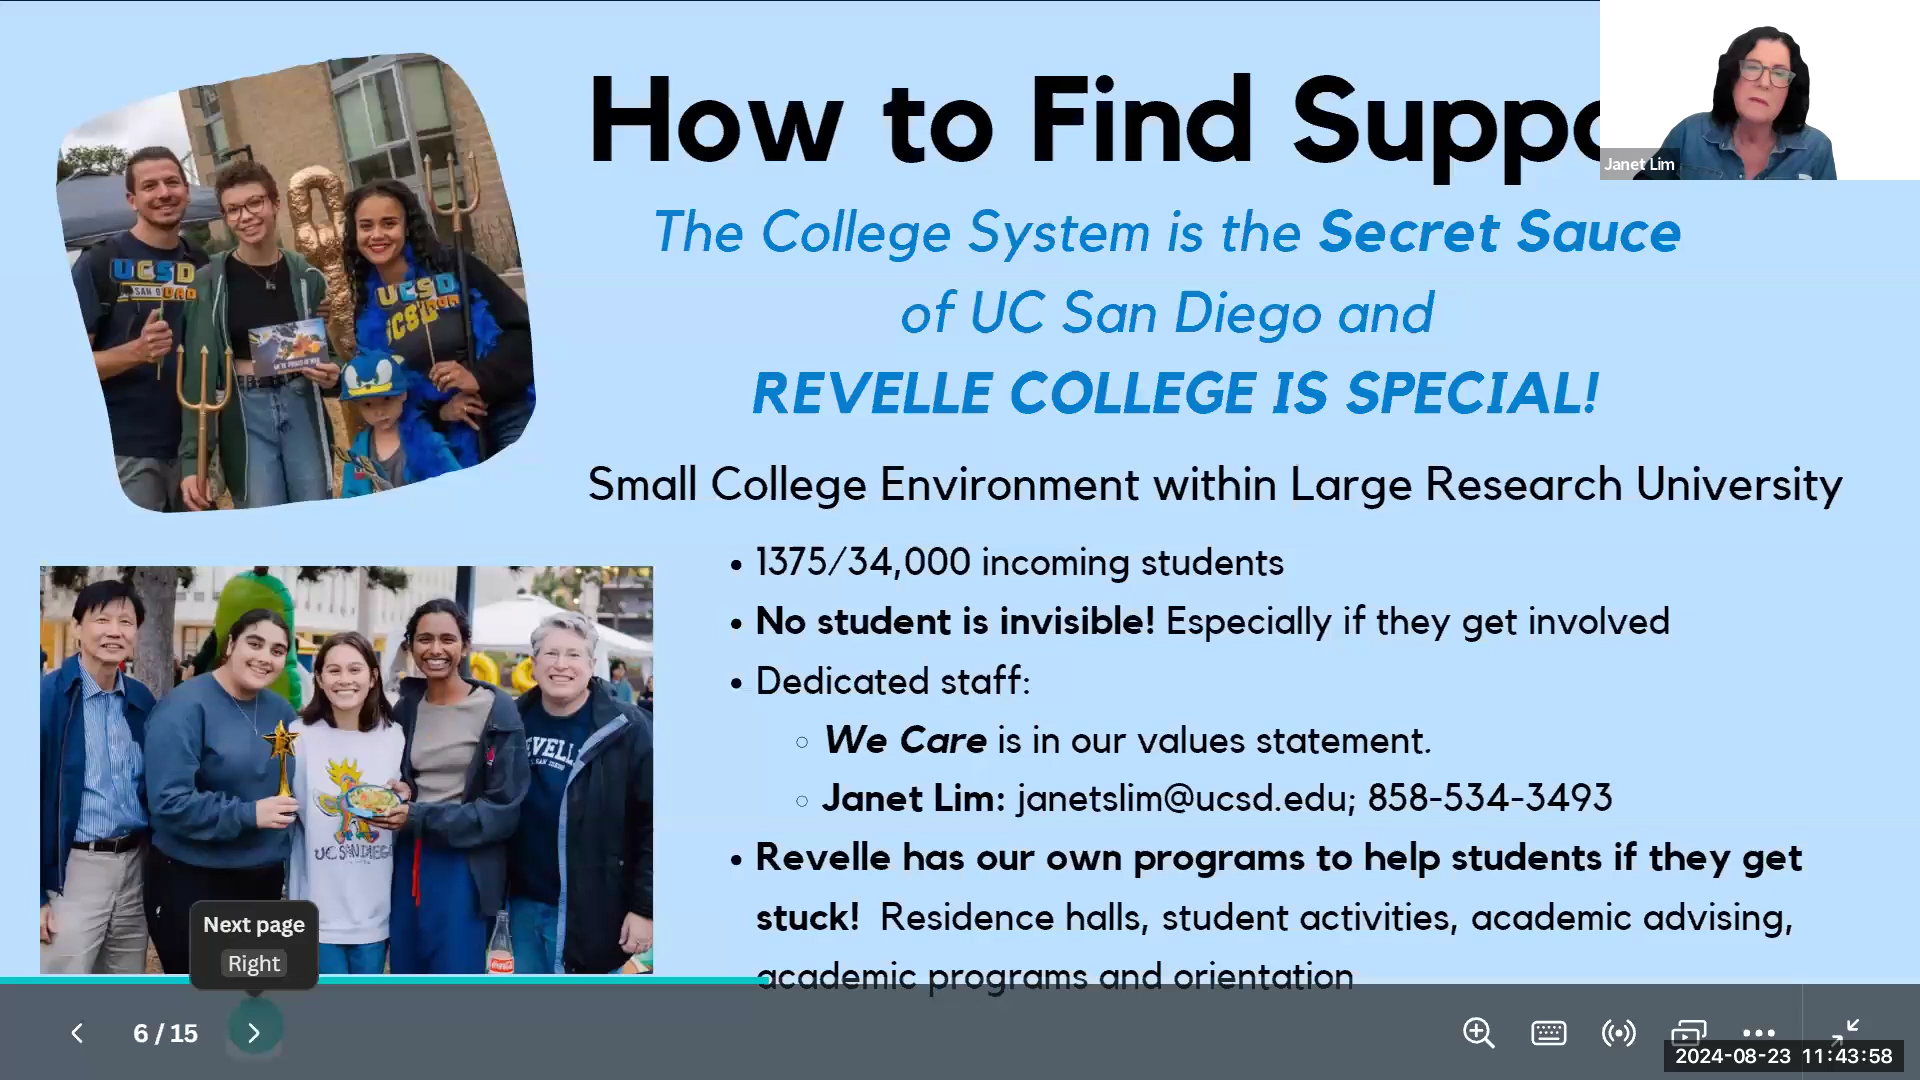 How to Find Suppo
Janet Lim
The College System is the Secret Sauce
of UC San Diego and
REVELLE COLLEGE IS SPECIAL!
Small College Environment within Large Research University
• 1375/34,000 incoming students
• No student is invisible! Especially if they get involved
• Dedicated staff:
○ We Care is in our values statement.
○ Janet Lim: janetslim@ucsd.edu; 858-534-3493
• Revelle has our own programs to help students if they get
stuck! Residence halls, student activities, academic advising,
academic programs and orientation
UCSD
SAN
UCSD
UC SAN DIEGO
Next page
Right
6 / 15
2024-08-23 11:43:58